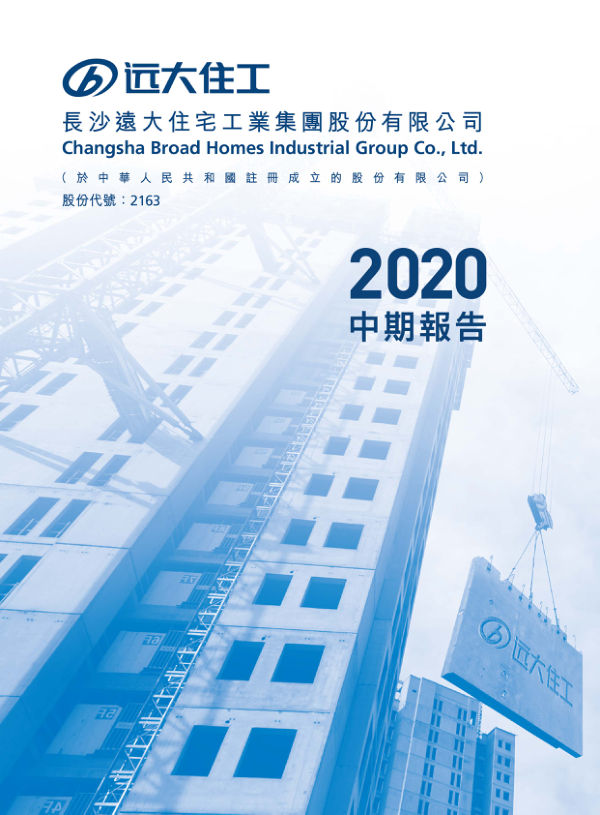 远大住工
長沙遠大住宅工業集團股份有限公司
Changsha Broad Homes Industrial Group Co., Ltd.
（於中華人民共和國註冊成立的股份有限公司）
股份代號：2163
2020
中期報告
远大住工